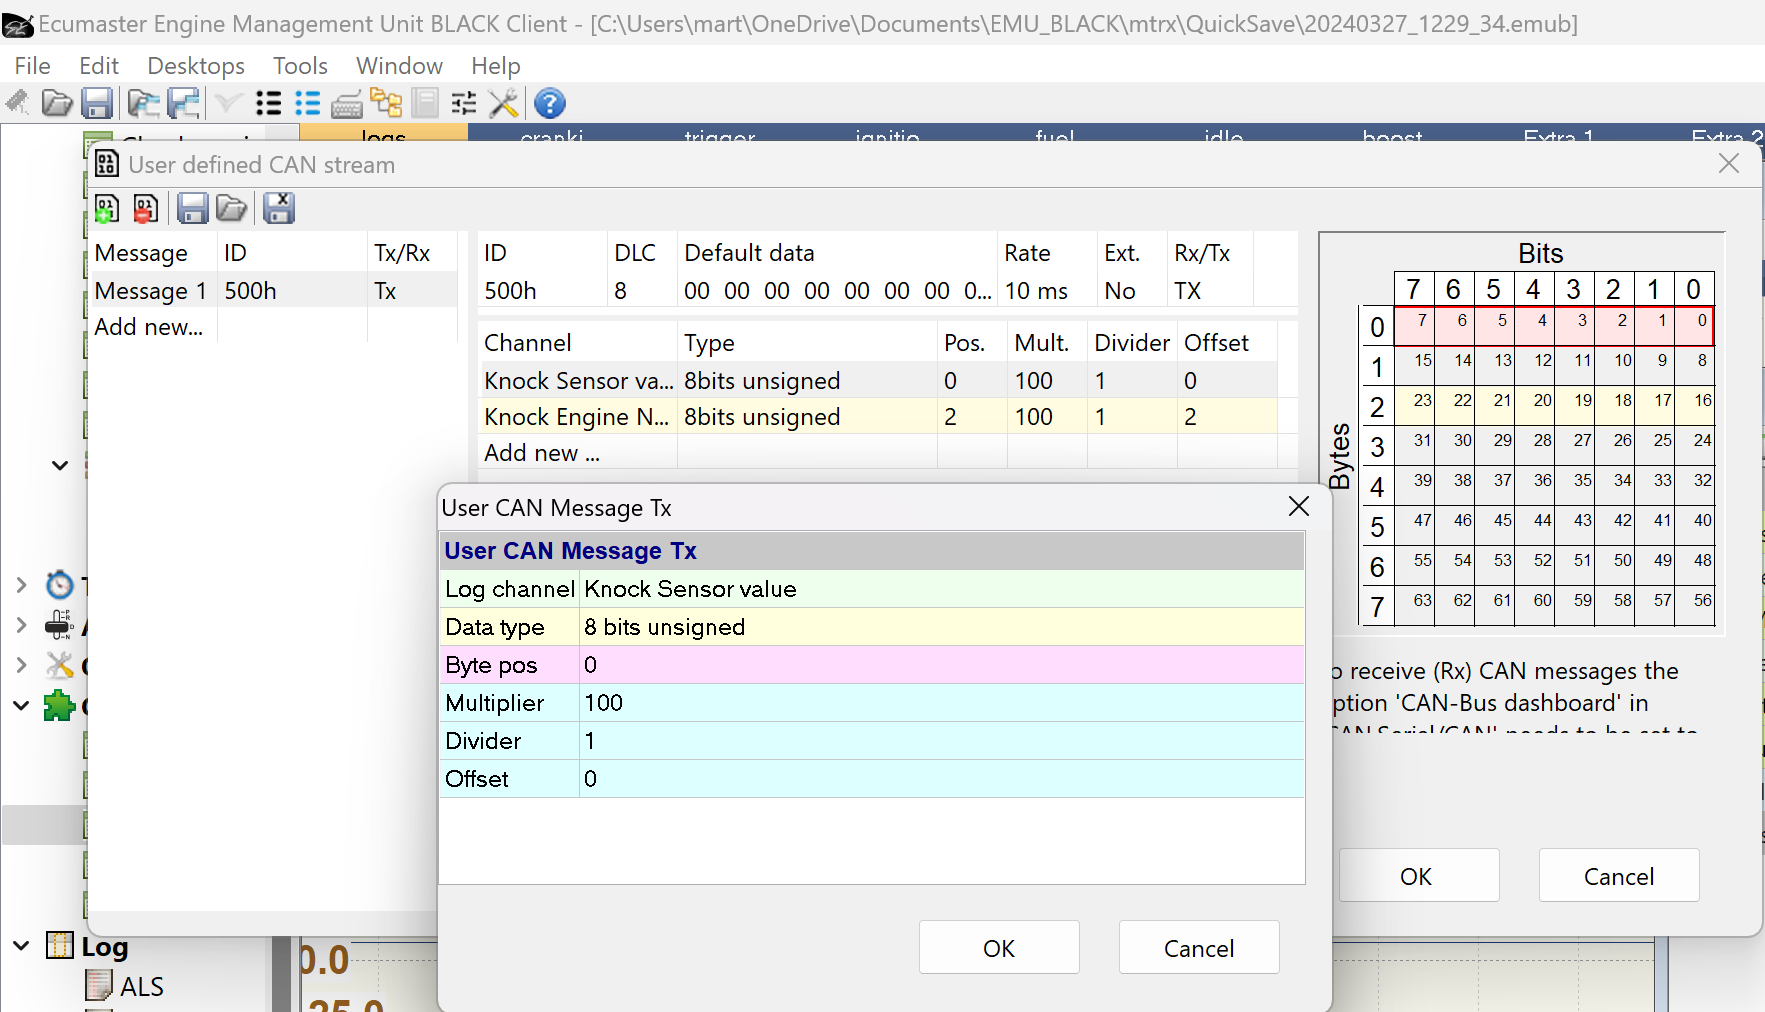 Ecumaster Engine Management Unit BLACK Client - [C:\Users\mart\OneDrive\Documents\EMU_BLACK\mtrx\QuickSave\20240327_1229_34.emub]
File Edit Desktops Tools Window Help
logs cranki trigger ignitio fuel idle boost Extra 1 Extra 2
User defined CAN stream
Message ID Tx/Rx
Message 1 500h Tx
Add new...
ID DLC Default data Rate Ext. Rx/Tx
500h 8 00 00 00 00 00 00 00 0... 10 ms No TX
Channel Type Pos. Mult. Divider Offset
Knock Sensor va... 8bits unsigned 0 100 1 0
Knock Engine N... 8bits unsigned 2 100 1 2
Add new ...
Bits
7 6 5 4 3 2 1 0
Bytes
0 7 6 5 4 3 2 1 0
1 15 14 13 12 11 10 9 8
2 23 22 21 20 19 18 17 16
3 31 30 29 28 27 26 25 24
4 39 38 37 36 35 34 33 32
5 47 46 45 44 43 42 41 40
6 55 54 53 52 51 50 49 48
7 63 62 61 60 59 58 57 56
o receive (Rx) CAN messages the
ption 'CAN-Bus dashboard' in
CAN Serial/CAN' needs to be set to
OK Cancel
User CAN Message Tx
User CAN Message Tx
Log channel Knock Sensor value
Data type 8 bits unsigned
Byte pos 0
Multiplier 100
Divider 1
Offset 0
OK Cancel
Log
ALS
0.0
25.0